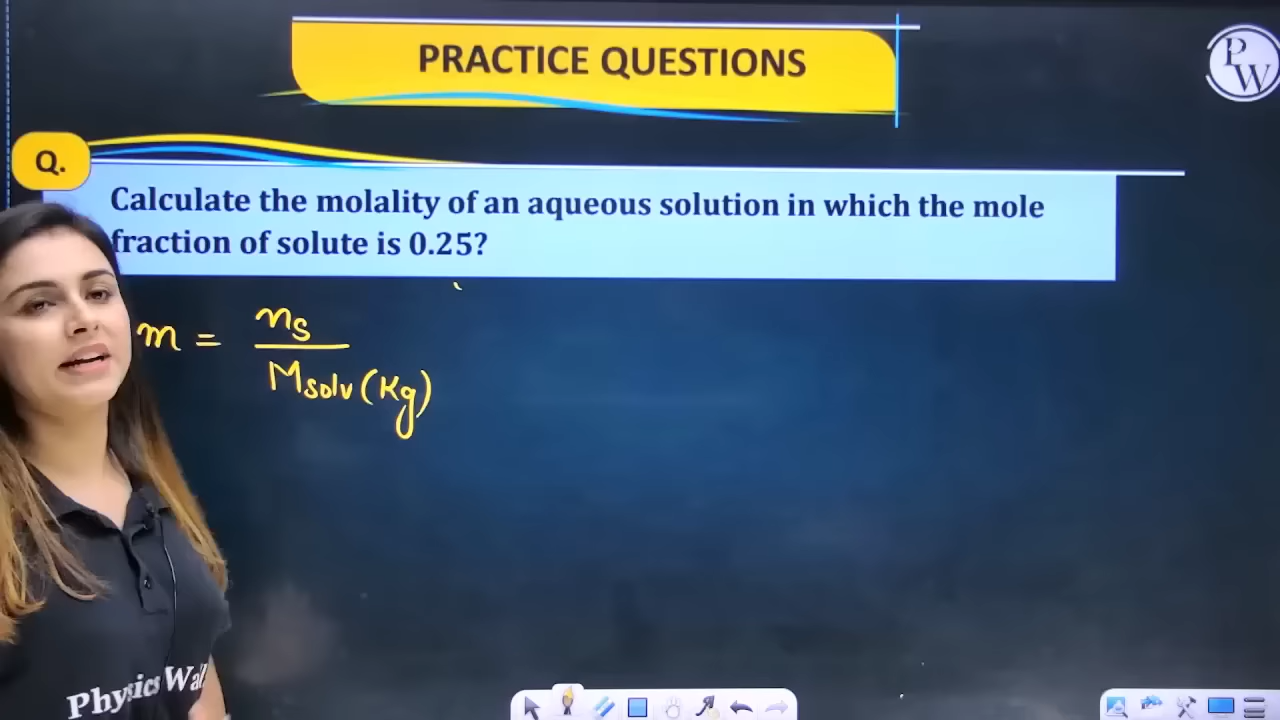 PRACTICE QUESTIONS
PW
Q.
Calculate the molality of an aqueous solution in which the mole
fraction of solute is 0.25?
m = ns
Msolv (Kg)
Physics Wall